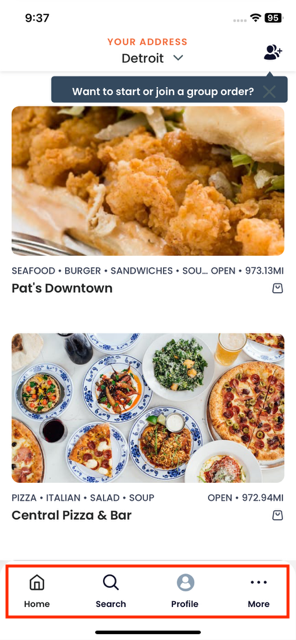 9:37
95
YOUR ADDRESS
Detroit
Want to start or join a group order?
SEAFOOD • BURGER • SANDWICHES • SOU... OPEN • 973.13MI
Pat's Downtown
PIZZA • ITALIAN • SALAD • SOUP OPEN • 972.94MI
Central Pizza & Bar
Home Search Profile More